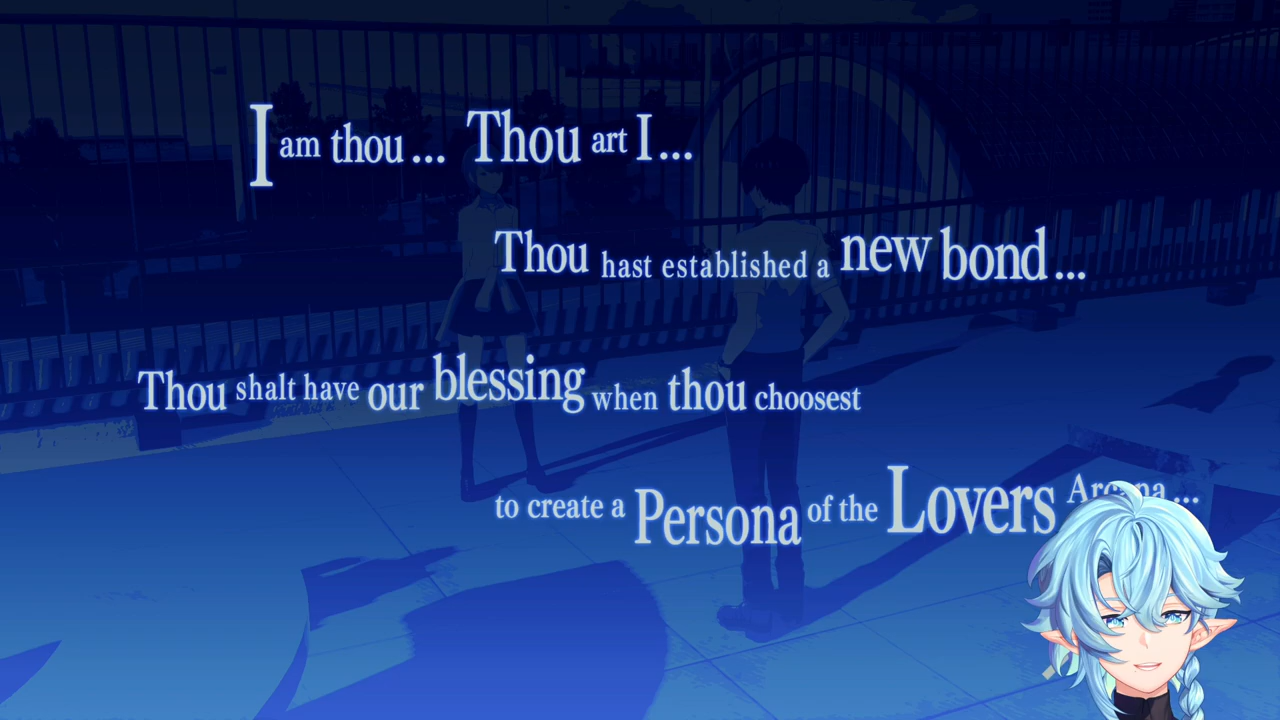 I am thou... Thou art I...
Thou hast established a new bond...
Thou shalt have our blessing when thou choosest
to create a Persona of the Lovers Arcana...